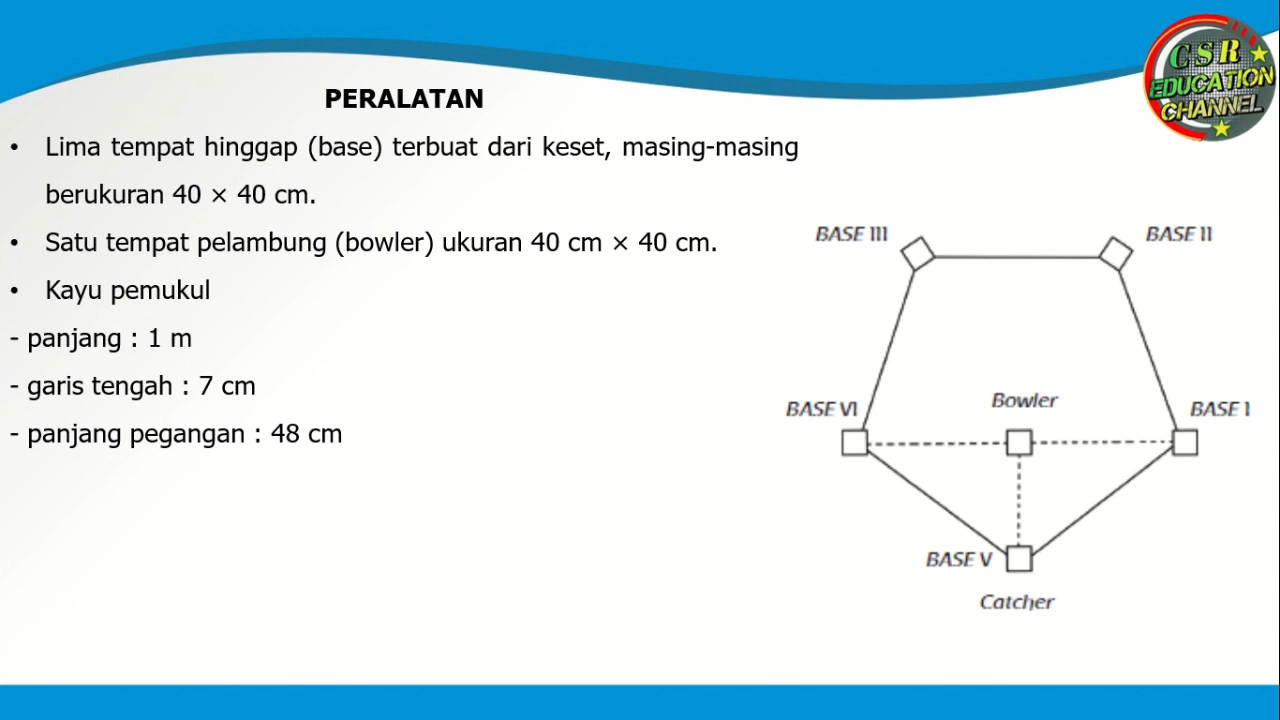 CSR
EDUCATION
CHANNEL
PERALATAN
• Lima tempat hinggap (base) terbuat dari keset, masing-masing
berukuran 40 × 40 cm.
• Satu tempat pelambung (bowler) ukuran 40 cm × 40 cm.
• Kayu pemukul
- panjang : 1 m
- garis tengah : 7 cm
- panjang pegangan : 48 cm
BASE III
BASE II
BASE VI
Bowler
BASE I
BASE V
Catcher